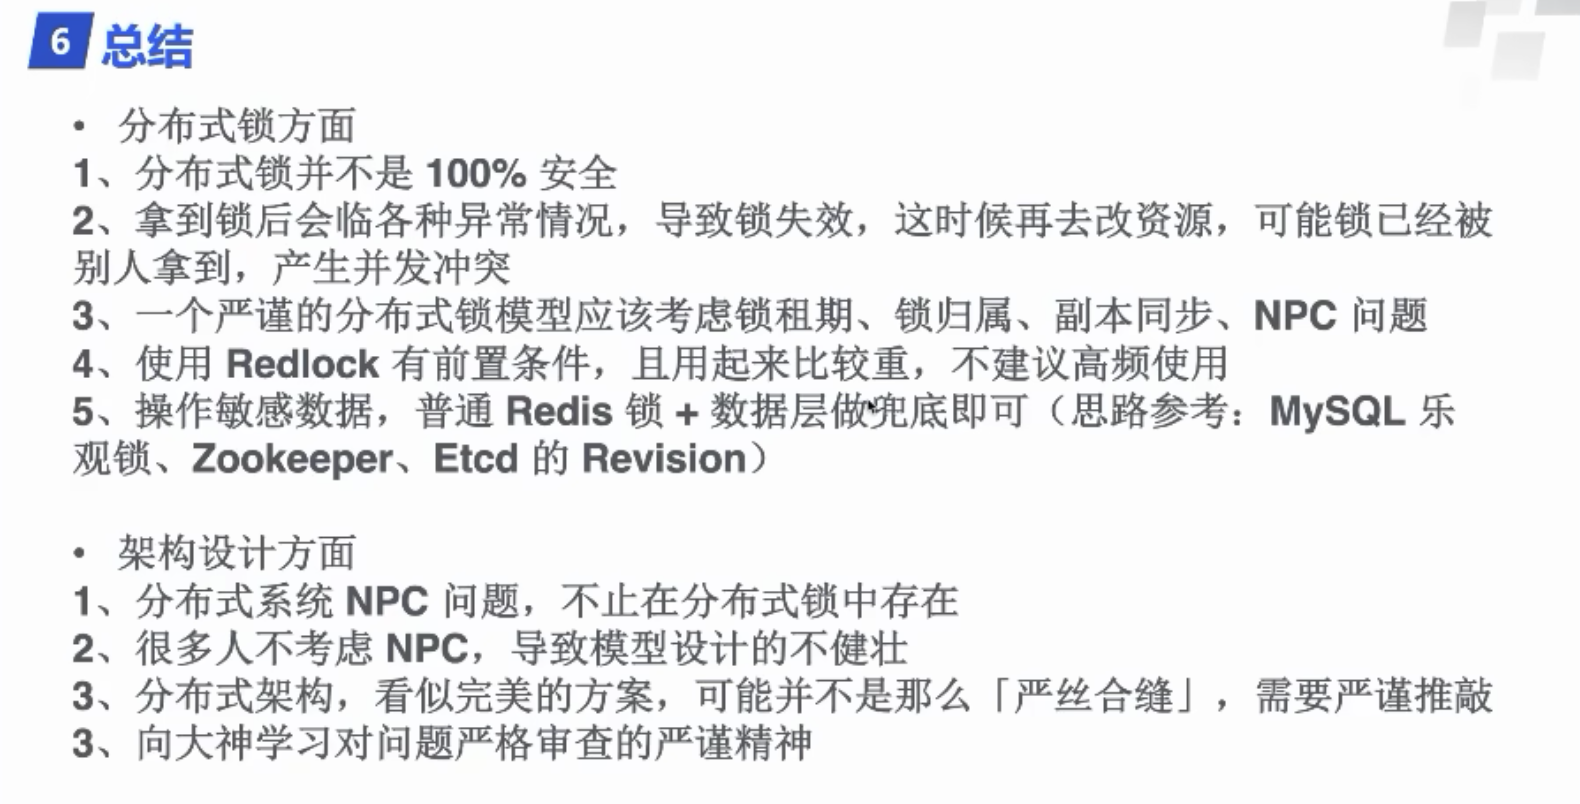 6 总结
• 分布式锁方面
1、分布式锁并不是 100% 安全
2、拿到锁后会临各种异常情况，导致锁失效，这时候再去改资源，可能锁已经被
别人拿到，产生并发冲突
3、一个严谨的分布式锁模型应该考虑锁租期、锁归属、副本同步、NPC 问题
4、使用 Redlock 有前置条件，且用起来比较重，不建议高频使用
5、操作敏感数据，普通 Redis 锁 + 数据层做兜底即可（思路参考：MySQL 乐
观锁、Zookeeper、Etcd 的 Revision）
• 架构设计方面
1、分布式系统 NPC 问题，不止在分布式锁中存在
2、很多人不考虑 NPC，导致模型设计的不健壮
3、分布式架构，看似完美的方案，可能并不是那么「严丝合缝」，需要严谨推敲
3、向大神学习对问题严格审查的严谨精神